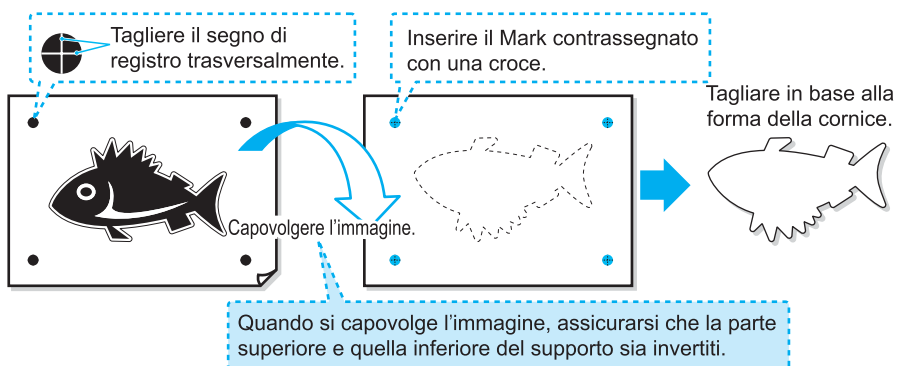 Tagliere il segno di
registro trasversalmente.
Inserire il Mark contrassegnato
con una croce.
Tagliare in base alla
forma della cornice.
Capovolgere l’immagine.
Quando si capovolge l’immagine, assicurarsi che la parte
superiore e quella inferiore del supporto sia invertiti.